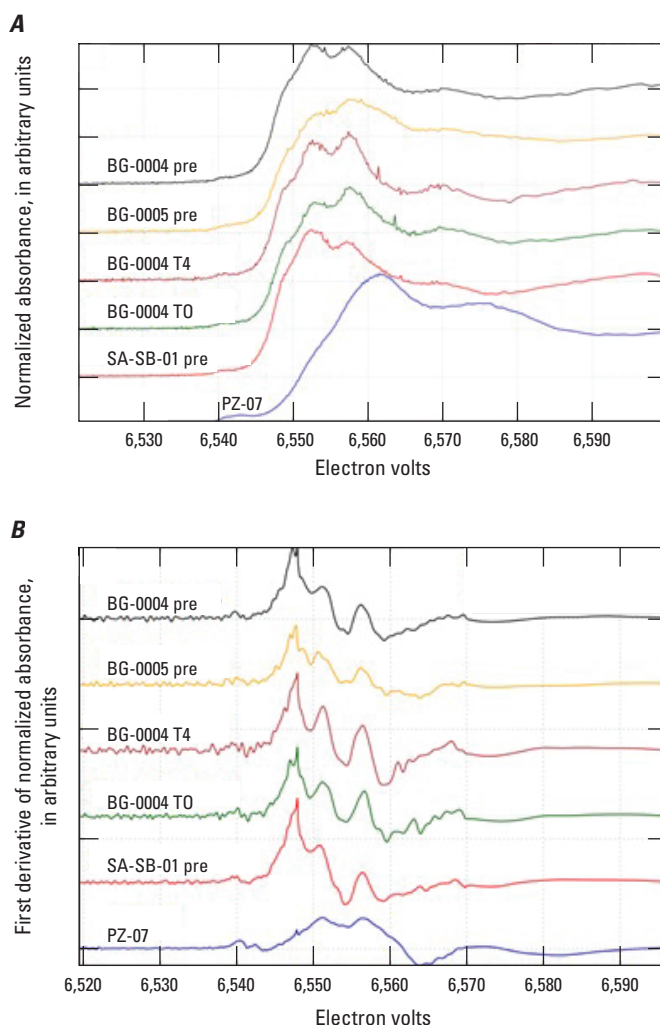 A
Normalized absorbance, in arbitrary units
BG-0004 pre
BG-0005 pre
BG-0004 T4
BG-0004 TO
SA-SB-01 pre
PZ-07
6,530 6,540 6,550 6,560 6,570 6,580 6,590
Electron volts
B
First derivative of normalized absorbance,
in arbitrary units
BG-0004 pre
BG-0005 pre
BG-0004 T4
BG-0004 TO
SA-SB-01 pre
PZ-07
6,520 6,530 6,540 6,550 6,560 6,570 6,580 6,590
Electron volts